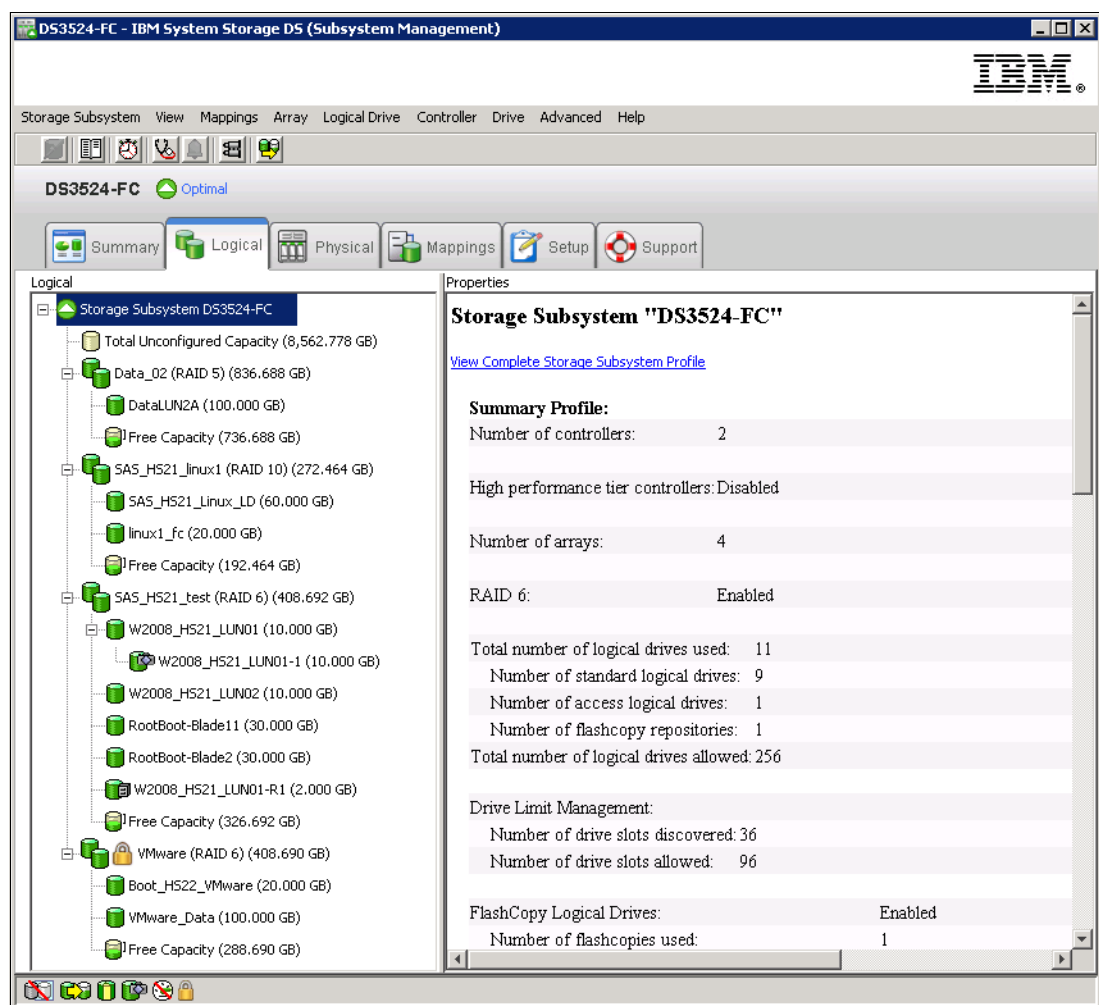 DS3524-FC - IBM System Storage DS (Subsystem Management)
IBM®
Storage Subsystem View Mappings Array Logical Drive Controller Drive Advanced Help
DS3524-FC Optimal
Summary Logical Physical Mappings Setup Support
Logical
Storage Subsystem DS3524-FC
Total Unconfigured Capacity (8,562.778 GB)
Data_02 (RAID 5) (836.688 GB)
DataLUN2A (100.000 GB)
Free Capacity (736.688 GB)
SAS_HS21_linux1 (RAID 10) (272.464 GB)
SAS_HS21_Linux_LD (60.000 GB)
linux1_fc (20.000 GB)
Free Capacity (192.464 GB)
SAS_HS21_test (RAID 6) (408.692 GB)
W2008_HS21_LUN01 (10.000 GB)
W2008_HS21_LUN01-1 (10.000 GB)
W2008_HS21_LUN02 (10.000 GB)
RootBoot-Blade11 (30.000 GB)
RootBoot-Blade2 (30.000 GB)
W2008_HS21_LUN01-R1 (2.000 GB)
Free Capacity (326.692 GB)
VMware (RAID 6) (408.690 GB)
Boot_HS22_VMware (20.000 GB)
VMware_Data (100.000 GB)
Free Capacity (288.690 GB)
Properties
Storage Subsystem "DS3524-FC"
View Complete Storage Subsystem Profile
Summary Profile:
Number of controllers: 2
High performance tier controllers: Disabled
Number of arrays: 4
RAID 6: Enabled
Total number of logical drives used: 11
Number of standard logical drives: 9
Number of access logical drives: 1
Number of flashcopy repositories: 1
Total number of logical drives allowed: 256
Drive Limit Management:
Number of drive slots discovered: 36
Number of drive slots allowed: 96
FlashCopy Logical Drives: Enabled
Number of flashcopies used: 1